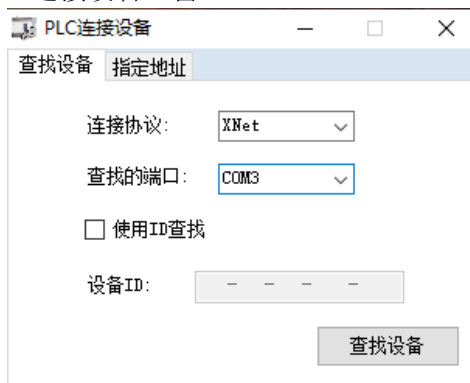 PLC连接设备
查找设备 指定地址
连接协议: XNet
查找的端口: COM3
使用ID查找
设备ID: - - - -
查找设备